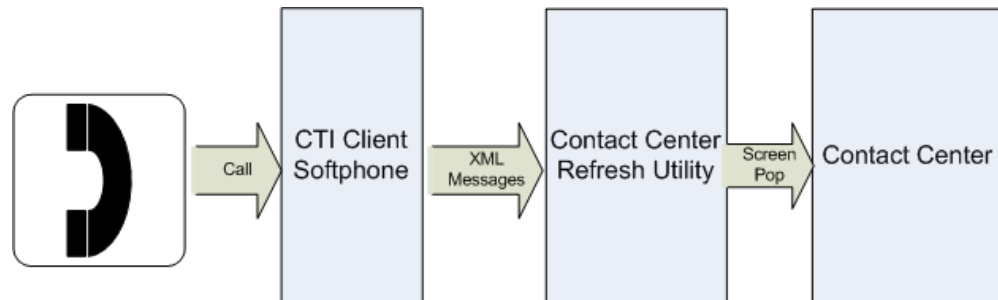 Call
CTI Client
Softphone
XML
Messages
Contact Center
Refresh Utility
Screen
Pop
Contact Center